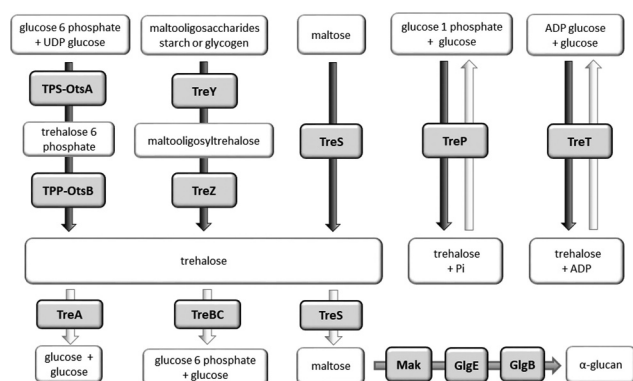 glucose 6 phosphate
+ UDP glucose
maltooligosaccharides
starch or glycogen
maltose
glucose 1 phosphate
+ glucose
ADP glucose
+ glucose
TPS-OtsA
TreY
trehalose 6
phosphate
maltooligosyltrehalose
TreS
TreP
TreT
TPP-OtsB
TreZ
trehalose
trehalose
+ Pi
trehalose
+ ADP
TreA
TreBC
TreS
glucose +
glucose
glucose 6 phosphate
+ glucose
maltose
Mak
GlgE
GlgB
α-glucan